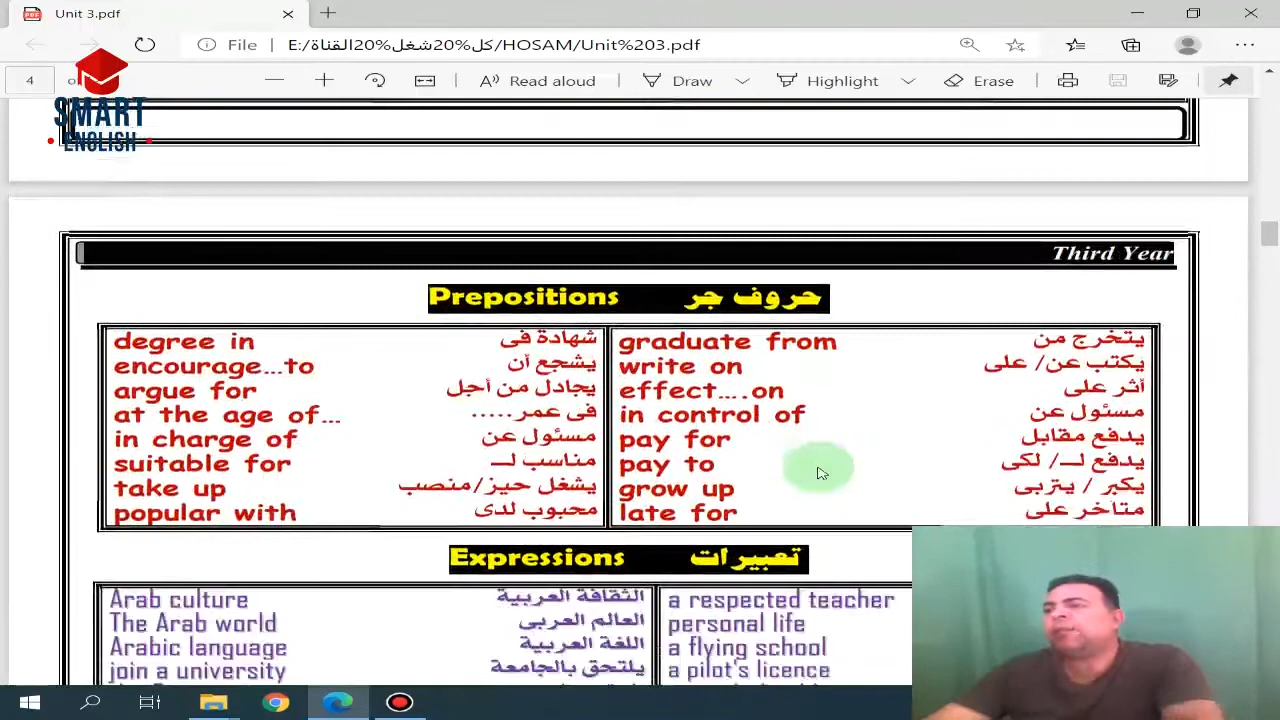 Unit 3.pdf
File
E:/كل%20شغل%20القناة/HOSAM/Unit%203.pdf
4
Read aloud
Draw
Highlight
Erase
SMART
ENGLISH
Third Year
Prepositions حروف جر
degree in شهادة فى graduate from يتخرج من
encourage...to يشجع أن write on يكتب عن/ على
argue for يجادل من أجل effect....on أثر على
at the age of... فى عمر..... in control of مسئول عن
in charge of مسئول عن pay for يدفع مقابل
suitable for مناسب لـ pay to يدفع لـ/ لكى
take up يشغل حيز/منصب grow up يكبر / يتربى
popular with محبوب لدى late for متأخر على
Expressions تعبيرات
Arab culture الثقافة العربية a respected teacher
The Arab world العالم العربى personal life
Arabic language اللغة العربية a flying school
join a university يلتحق بالجامعة a pilot's licence